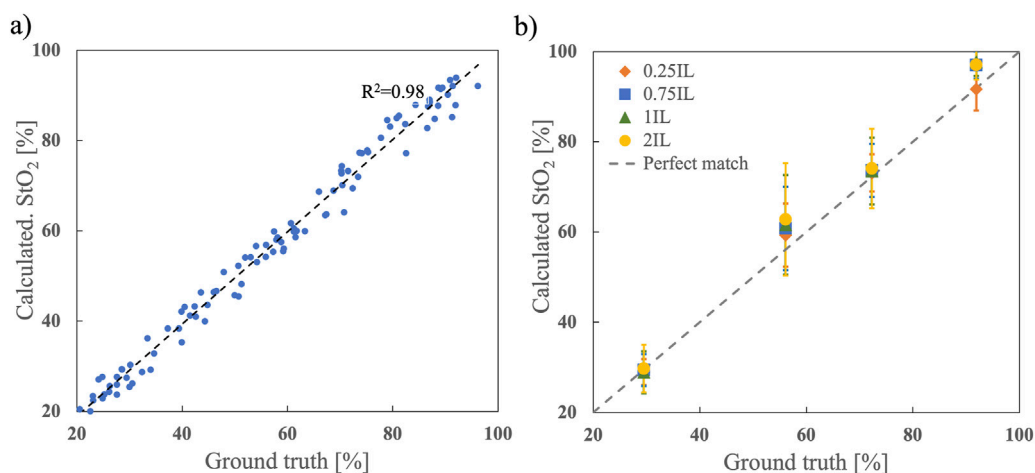 a)
100
80
60
40
20
Calculated. StO₂ [%]
R²=0.98
20 40 60 80 100
Ground truth [%]
b)
100
80
60
40
20
Calculated StO₂ [%]
0.25IL
0.75IL
1IL
2IL
Perfect match
20 40 60 80 100
Ground truth [%]